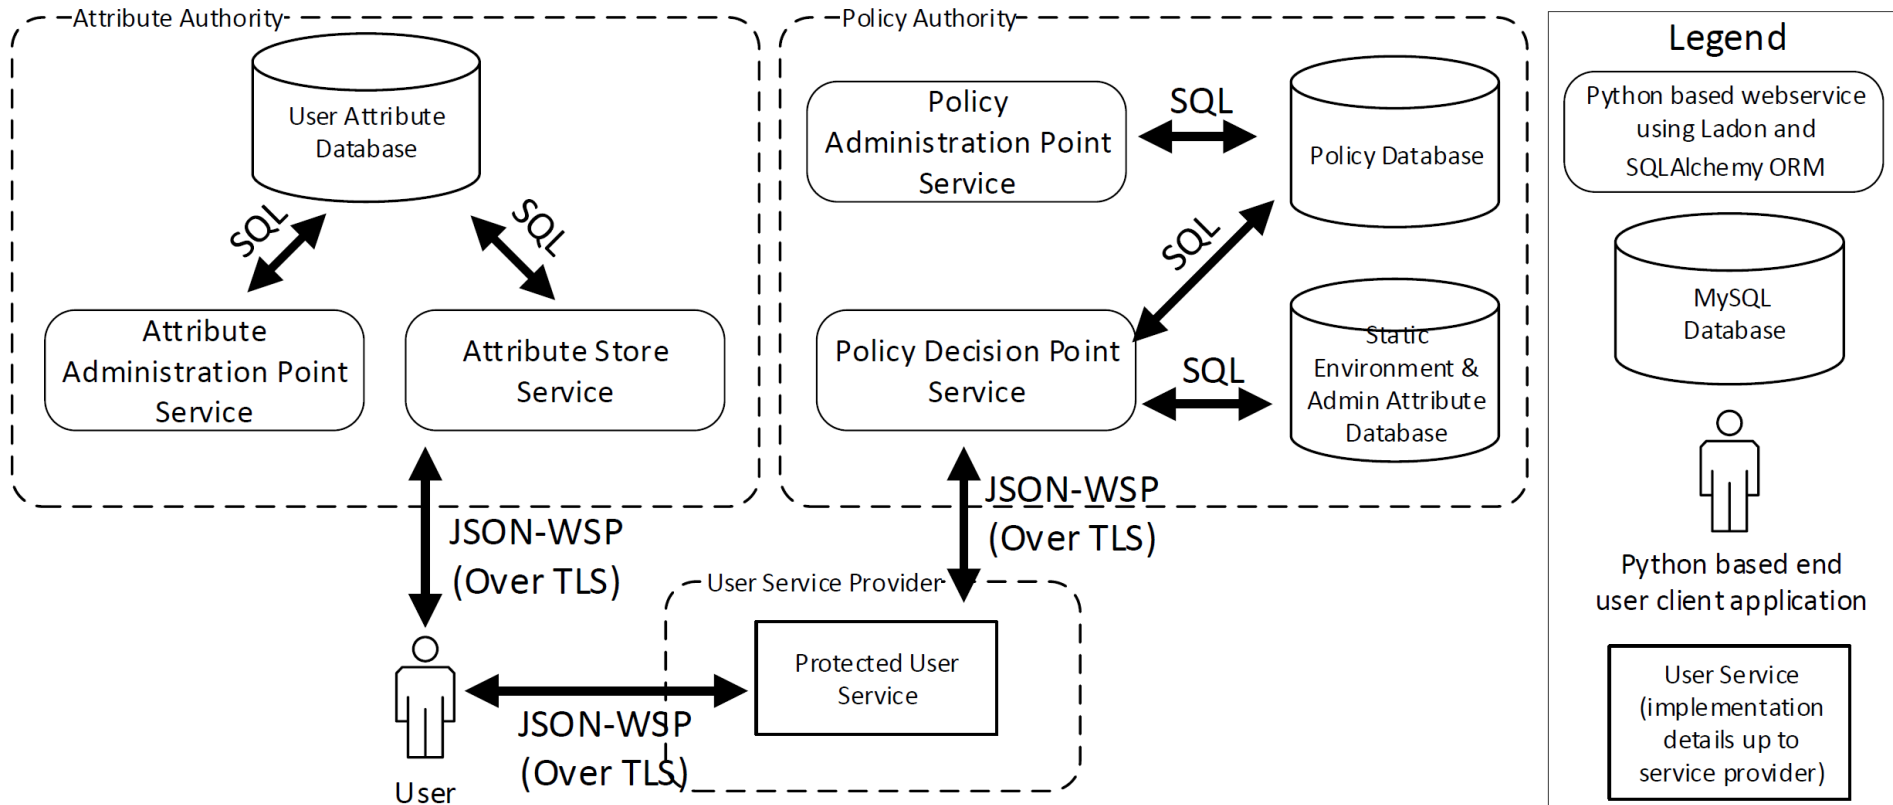 Attribute Authority
User Attribute
Database
SQL
SQL
Attribute
Administration Point
Service
Attribute Store
Service
Policy Authority
Policy
Administration Point
Service
SQL
Policy Database
SQL
Policy Decision Point
Service
SQL
Static
Environment &
Admin Attribute
Database
JSON-WSP
(Over TLS)
JSON-WSP
(Over TLS)
User Service Provider
Protected User
Service
JSON-WSP
(Over TLS)
User
Legend
Python based webservice
using Ladon and
SQLAlchemy ORM
MySQL
Database
Python based end
user client application
User Service
(implementation
details up to
service provider)